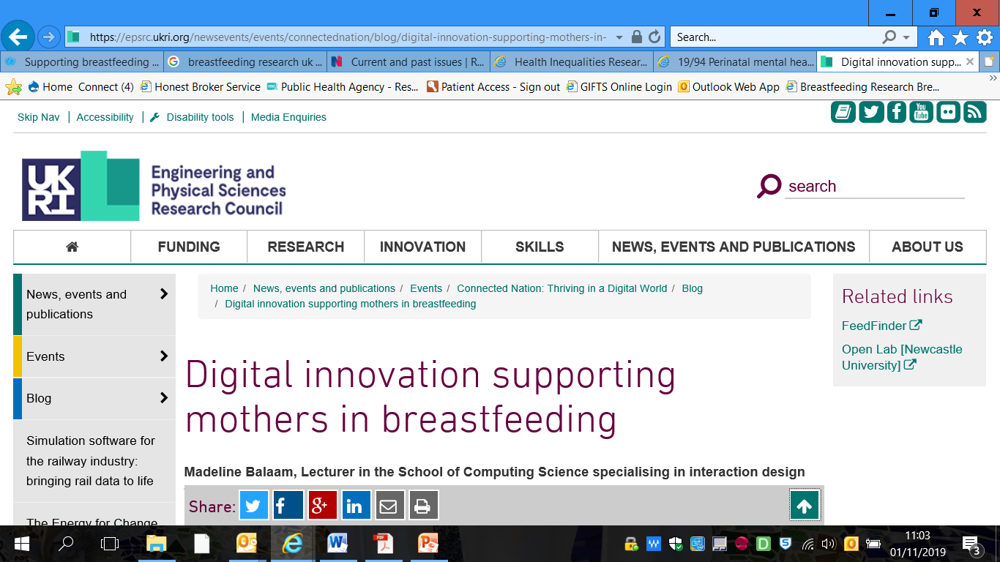 https://epsrc.ukri.org/newsevents/events/connectednation/blog/digital-innovation-supporting-mothers-in-
Search...
Supporting breastfeeding ...
breastfeeding research uk ...
Current and past issues | R...
Health Inequalities Resear...
19/94 Perinatal mental hea...
Digital innovation supp...
Home
Connect (4)
Honest Broker Service
Public Health Agency - Res...
Patient Access - Sign out
GIFTS Online Login
Outlook Web App
Breastfeeding Research Bre...
Skip Nav | Accessibility | Disability tools | Media Enquiries
UK
RI
Engineering and
Physical Sciences
Research Council
search
FUNDING
RESEARCH
INNOVATION
SKILLS
NEWS, EVENTS AND PUBLICATIONS
ABOUT US
News, events and
publications
Events
Blog
Simulation software for
the railway industry:
bringing rail data to life
The Energy for Change
Home / News, events and publications / Events / Connected Nation: Thriving in a Digital World / Blog
/ Digital innovation supporting mothers in breastfeeding
Digital innovation supporting
mothers in breastfeeding
Madeline Balaam, Lecturer in the School of Computing Science specialising in interaction design
Share:
Related links
FeedFinder
Open Lab [Newcastle
University]
11:03
01/11/2019
3